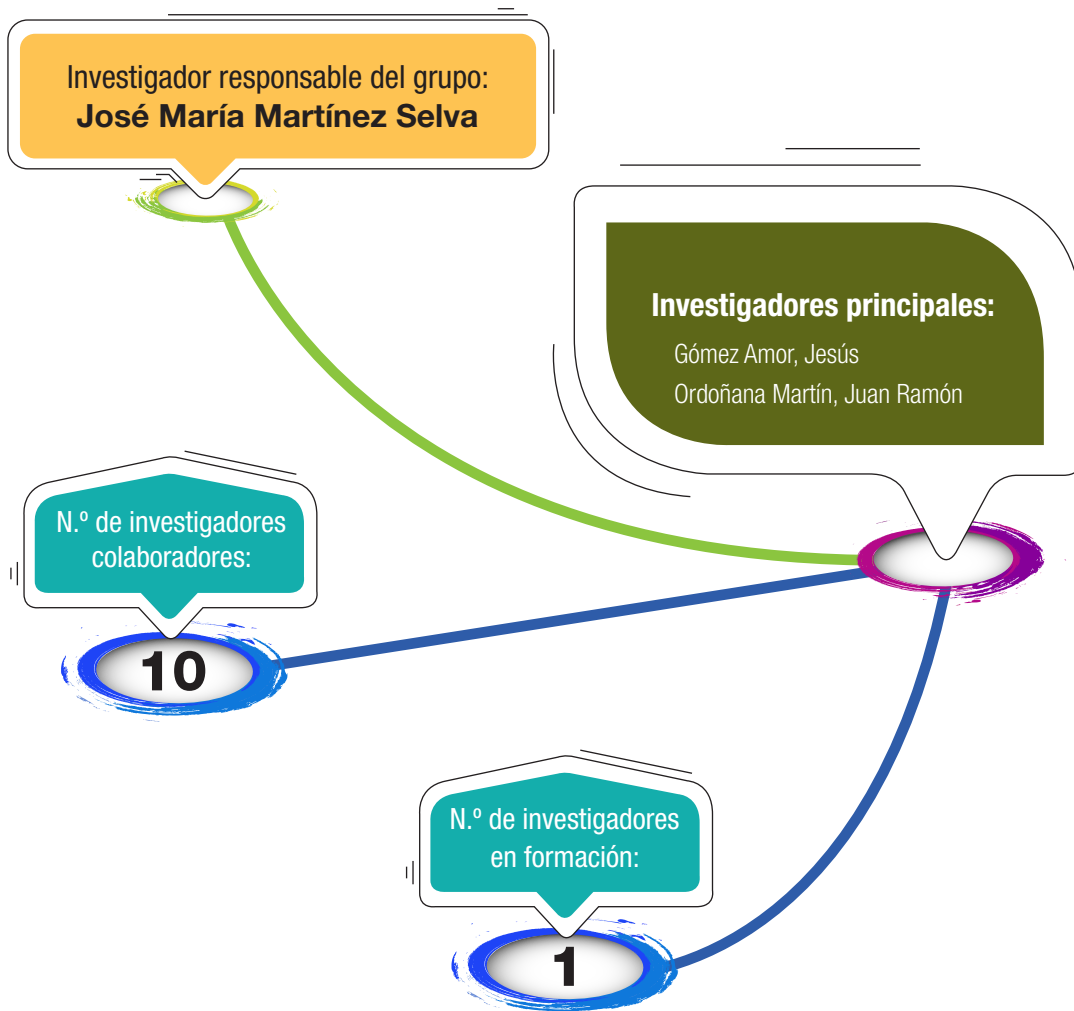 Investigador responsable del grupo:
José María Martínez Selva
Investigadores principales:
Gómez Amor, Jesús
Ordoñana Martín, Juan Ramón
N.º de investigadores
colaboradores:
10
N.º de investigadores
en formación:
1